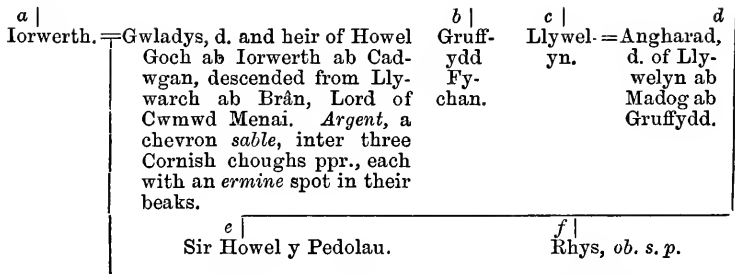 a | b | c | d
Iorwerth.=Gwladys, d. and heir of Howel Gruff- Llywel-=Angharad,
Goch ab Iorwerth ab Cad- ydd yn. d. of Lly-
wgan, descended from Lly- Fy- welyn ab
warch ab Brân, Lord of chan. Madog ab
Cwmwd Menai. Argent, a Gruffydd.
chevron sable, inter three
Cornish choughs ppr., each
with an ermine spot in their
beaks.
e | f |
Sir Howel y Pedolau. Rhys, ob. s. p.